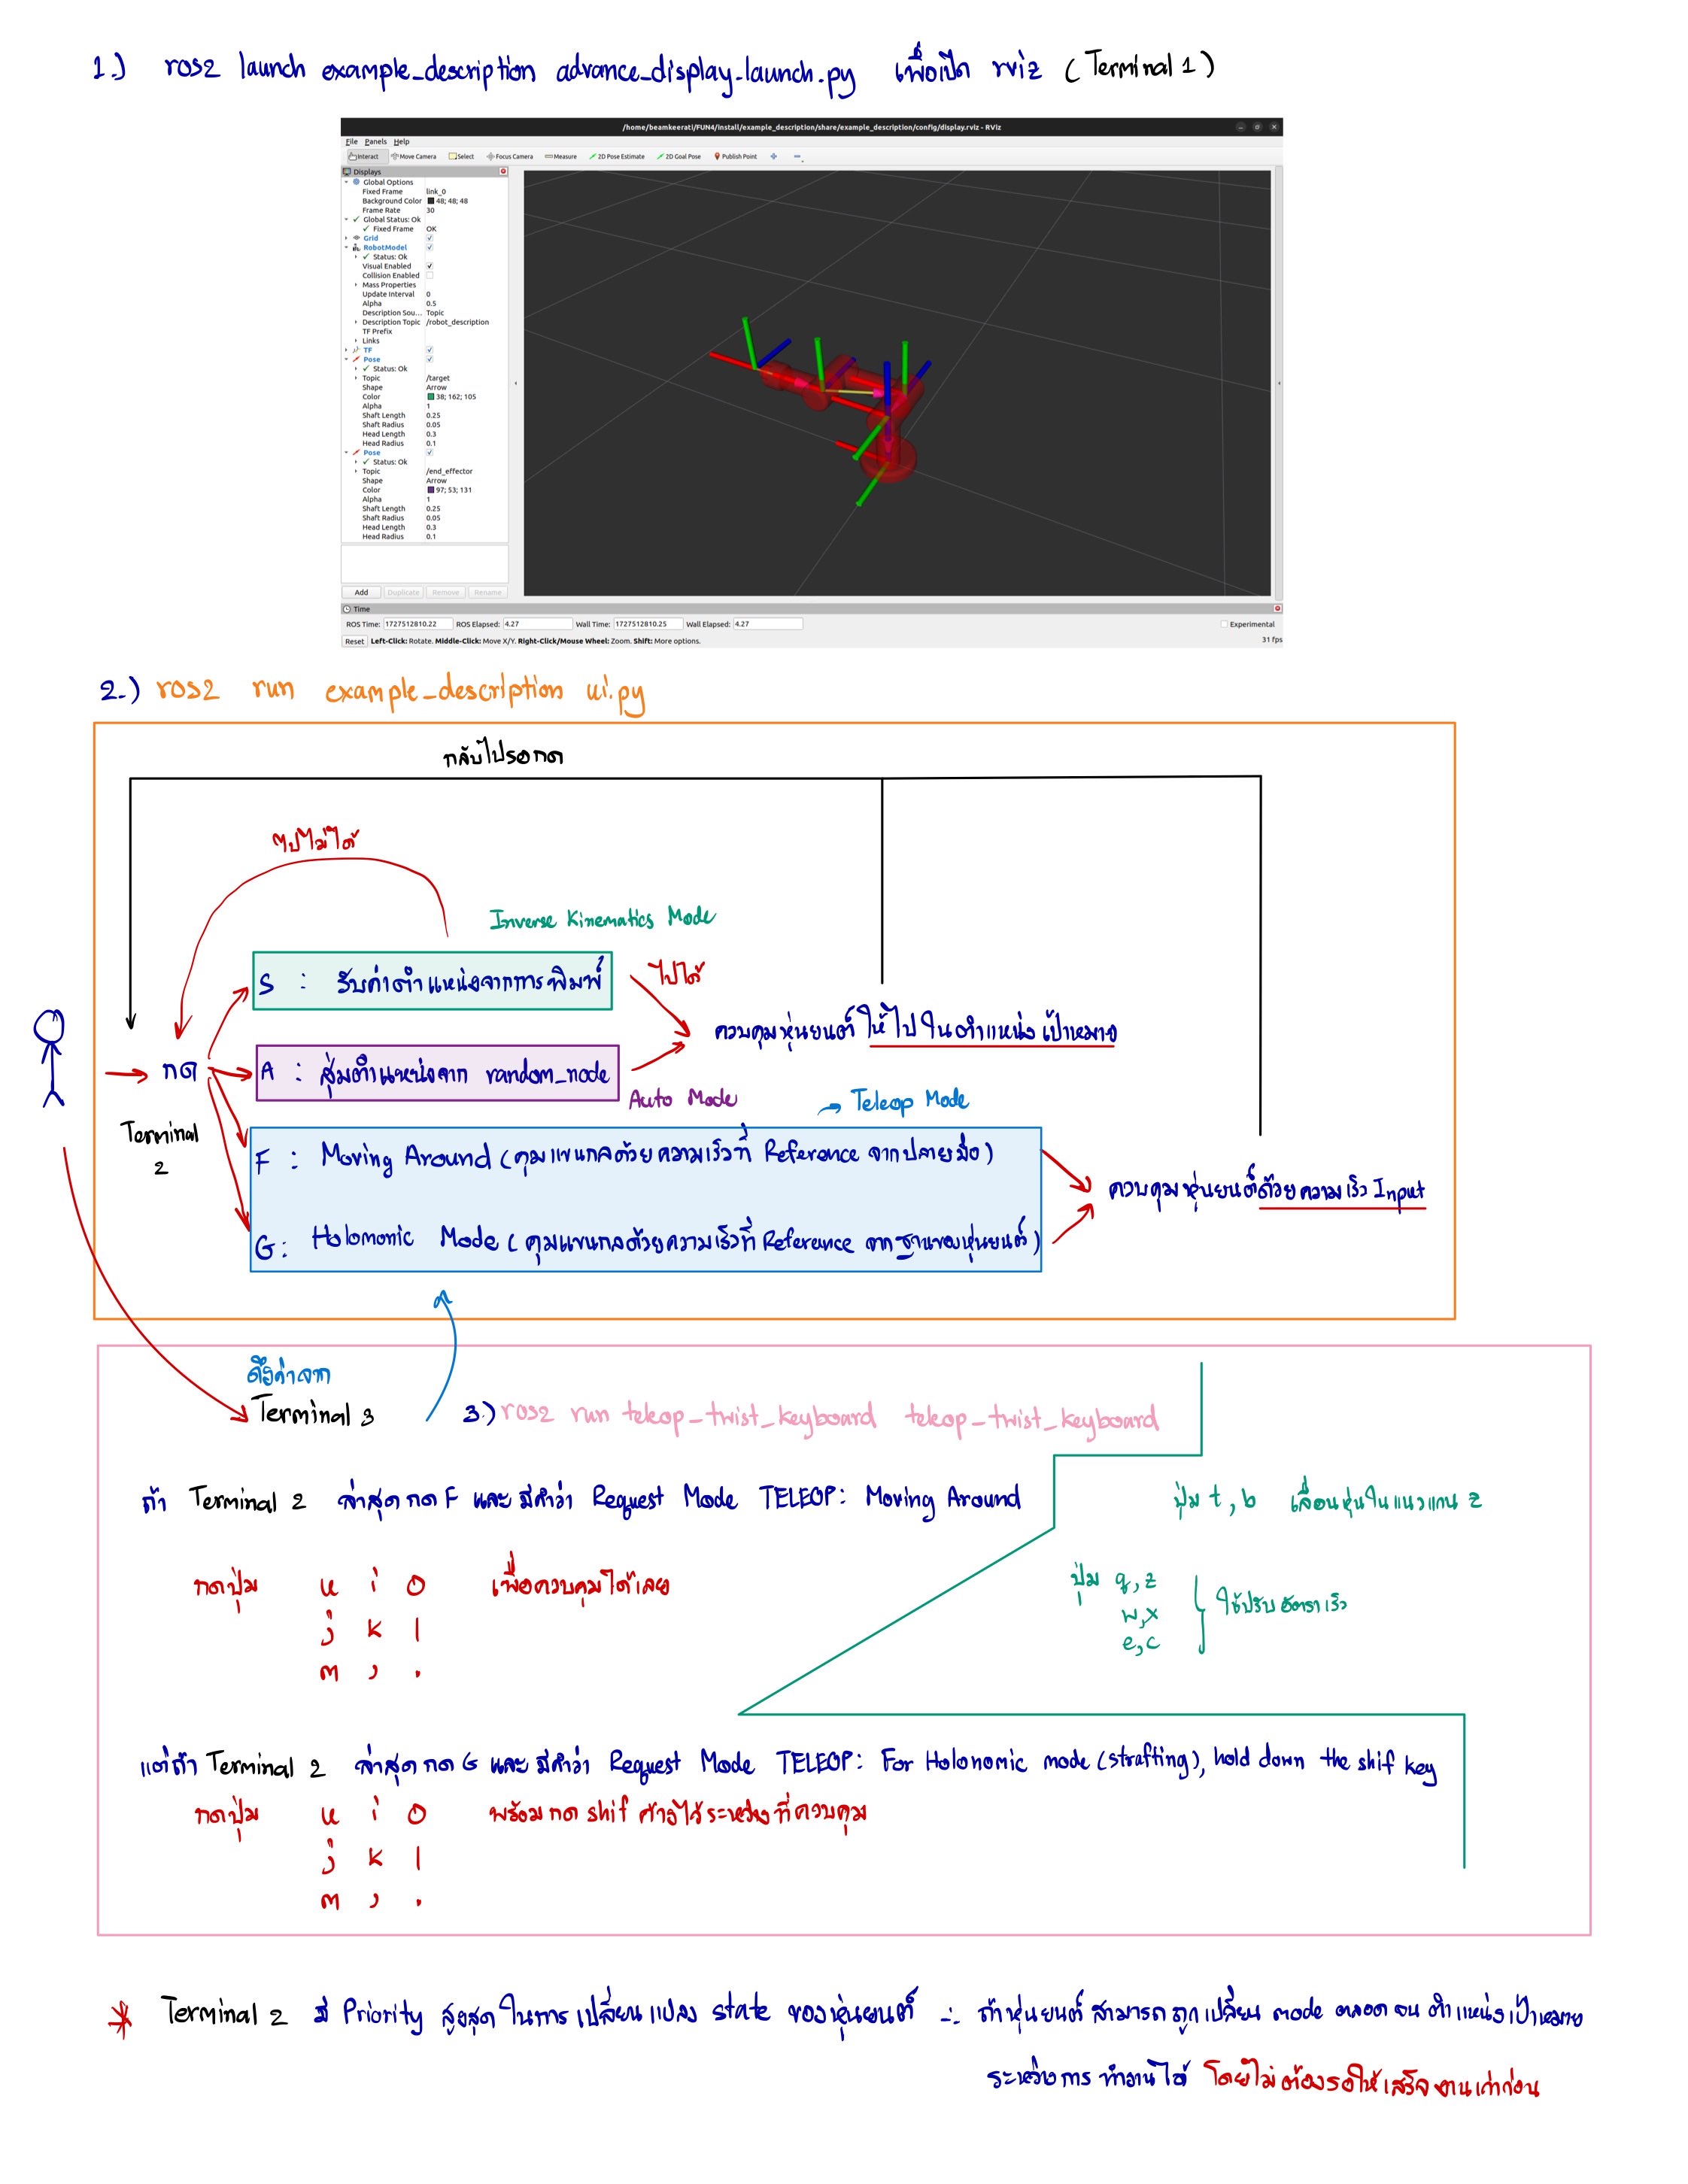 1.) ros2 launch example_description advance_display.launch.py เพื่อเปิด rviz (Terminal 1)
/home/beamkeerati/FUN4/install/example_description/share/example_description/config/display.rviz - RViz
File Panels Help
Interact Move Camera Select Focus Camera Measure 2D Pose Estimate 2D Goal Pose Publish Point
Displays
Global Options
Fixed Frame link_0
Background Color 48; 48; 48
Frame Rate 30
Global Status: Ok
Fixed Frame OK
Grid
RobotModel
Status: Ok
Visual Enabled
Collision Enabled
Mass Properties
Update Interval 0
Alpha 0.5
Description Sou... Topic
Description Topic /robot_description
TF Prefix
Links
TF
Pose
Status: Ok
Topic /target
Shape Arrow
Color 38; 162; 105
Alpha 1
Shaft Length 0.25
Shaft Radius 0.05
Head Length 0.3
Head Radius 0.1
Pose
Status: Ok
Topic /end_effector
Shape Arrow
Color 97; 53; 131
Alpha 1
Shaft Length 0.25
Shaft Radius 0.05
Head Length 0.3
Head Radius 0.1
Add Duplicate Remove Rename
Time
ROS Time: 1727512810.22 ROS Elapsed: 4.27 Wall Time: 1727512810.25 Wall Elapsed: 4.27 Experimental
Reset Left-Click: Rotate. Middle-Click: Move X/Y. Right-Click/Mouse Wheel: Zoom. Shift: More options. 31 fps
2.) ros2 run example_description ui.py
กลับไปรอกด
ไปไม่ได้
Inverse Kinematics Mode
S : รับค่าตำแหน่งจากการพิมพ์
ไปได้
ควบคุมหุ่นยนต์ ให้ไปในตำแหน่งเป้าหมาย
กด
A : สุ่มตำแหน่งจาก random_node
Auto Mode
Teleop Mode
Terminal 2
F : Moving Around (คุมแขนกลด้วยความเร็วที่ Reference จากปลายมือ)
ควบคุมหุ่นยนต์ด้วยความเร็ว Input
G : Holomonic Mode (คุมแขนกลด้วยความเร็วที่ Reference จากฐานของหุ่นยนต์)
ดึงค่าจาก
Terminal 3
3.) ros2 run teleop_twist_keyboard teleop_twist_keyboard
ถ้า Terminal 2 ล่าสุด กด F และ มีคำว่า Request Mode TELEOP: Moving Around
ปุ่ม t, b เลื่อนหุ่นในแนวแกน z
กดปุ่ม u i o เพื่อควบคุมได้เลย
j k l
m , .
ปุ่ม q, z
w, x
e, c
ใช้ปรับอัตราเร็ว
แต่ถ้า Terminal 2 ล่าสุด กด G และ มีคำว่า Request Mode TELEOP: For Holonomic mode (strafting), hold down the shif key
กดปุ่ม u i o พร้อมกด shif ค้างไว้ระหว่างที่ควบคุม
j k l
m , .
* Terminal 2 มี Priority สูงสุดในการเปลี่ยนแปลง state ของหุ่นยนต์ ∴ ถ้าหุ่นยนต์ สามารถถูกเปลี่ยน mode ตลอดจน ตำแหน่งเป้าหมาย
ระหว่างการ ทำงานได้ โดยไม่ต้องรอให้เสร็จงานเก่าก่อน